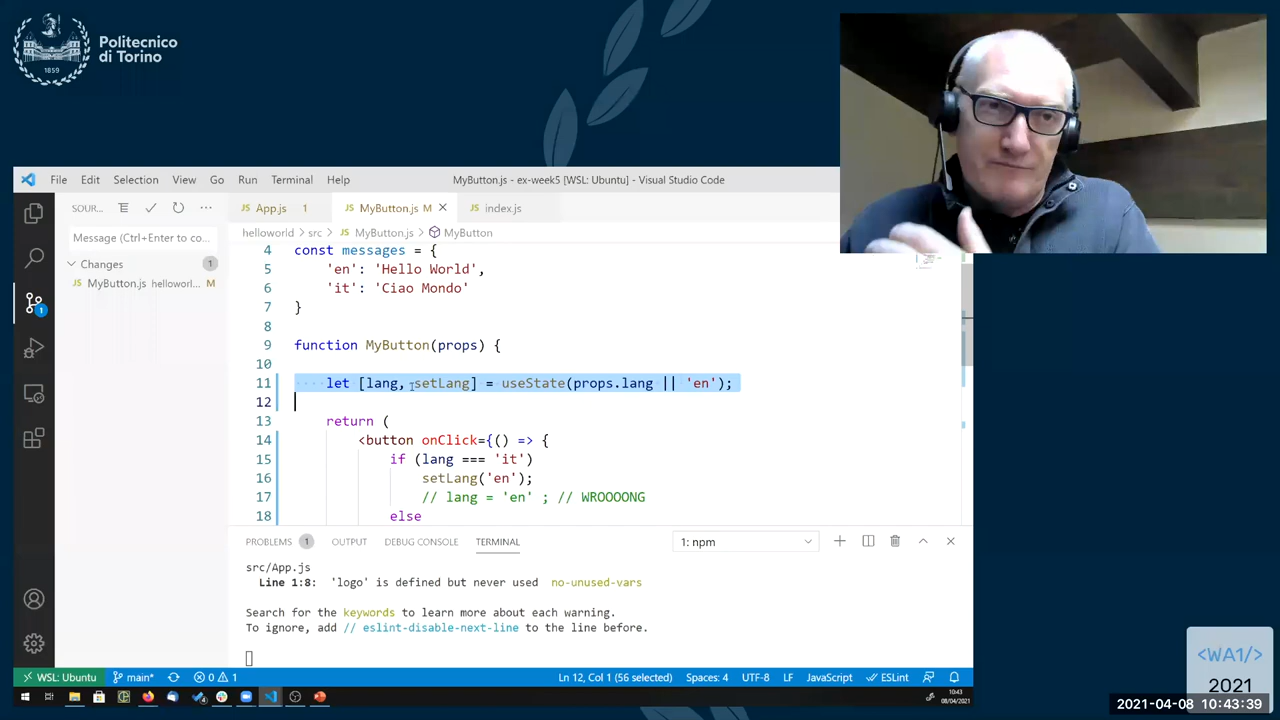 Politecnico
di Torino
1859
File Edit Selection View Go Run Terminal Help MyButton.js - ex-week5 [WSL: Ubuntu] - Visual Studio Code
SOUR... App.js 1 MyButton.js M index.js
Message (Ctrl+Enter to co... helloworld > src > MyButton.js > MyButton
Changes 1
MyButton.js helloworl... M
4 const messages = {
5 'en': 'Hello World',
6 'it': 'Ciao Mondo'
7 }
8
9 function MyButton(props) {
10
11 let [lang, setLang] = useState(props.lang || 'en');
12
13 return (
14 <button onClick={() => {
15 if (lang === 'it')
16 setLang('en');
17 // lang = 'en' ; // WROOOONG
18 else
PROBLEMS 1 OUTPUT DEBUG CONSOLE TERMINAL 1: npm
src/App.js
Line 1:8: 'logo' is defined but never used no-unused-vars
Search for the keywords to learn more about each warning.
To ignore, add // eslint-disable-next-line to the line before.
WSL: Ubuntu main* 0 1 Ln 12, Col 1 (56 selected) Spaces: 4 UTF-8 LF JavaScript ESLint
10:43
08/04/2021
<WA1/>
2021
2021-04-08 10:43:39